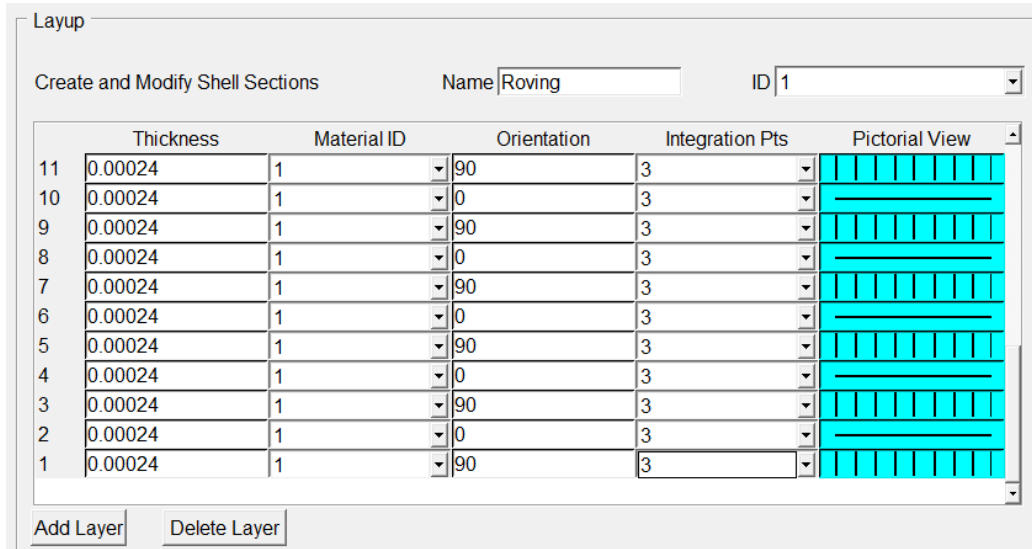 Layup
Create and Modify Shell Sections Name Roving ID 1
Thickness Material ID Orientation Integration Pts Pictorial View
11 0.00024 1 90 3
10 0.00024 1 0 3
9 0.00024 1 90 3
8 0.00024 1 0 3
7 0.00024 1 90 3
6 0.00024 1 0 3
5 0.00024 1 90 3
4 0.00024 1 0 3
3 0.00024 1 90 3
2 0.00024 1 0 3
1 0.00024 1 90 3
Add Layer Delete Layer